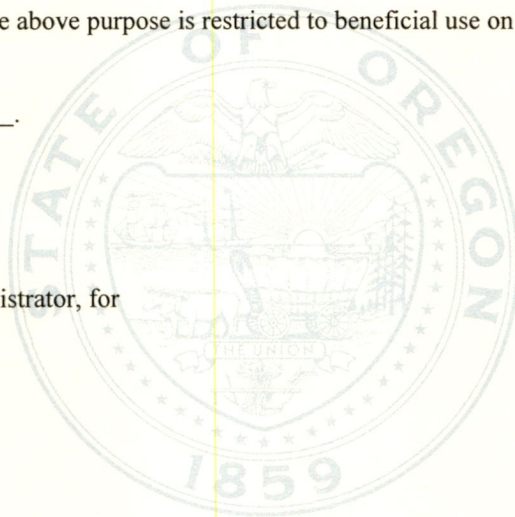 e above purpose is restricted to beneficial use on
_.
istrator, for
STATE OF OREGON
THE UNION
1859